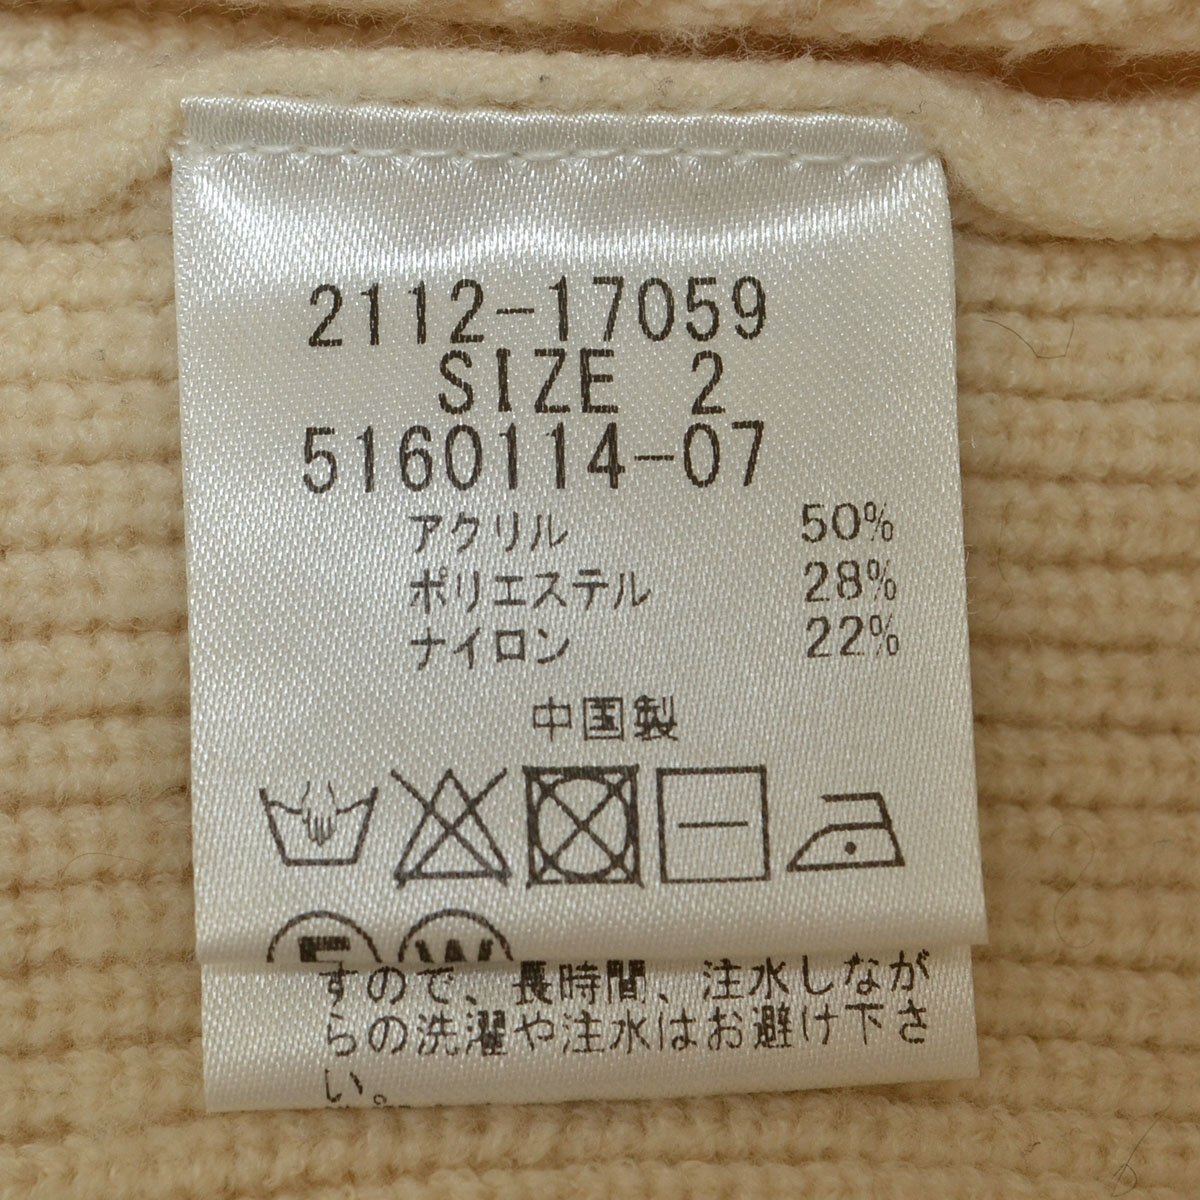 2112-17059
SIZE 2
5160114-07
アクリル 50%
ポリエステル 28%
ナイロン 22%
中国製
F W
すので、長時間、注水しなが
らの洗濯や注水はお避け下さ
い。